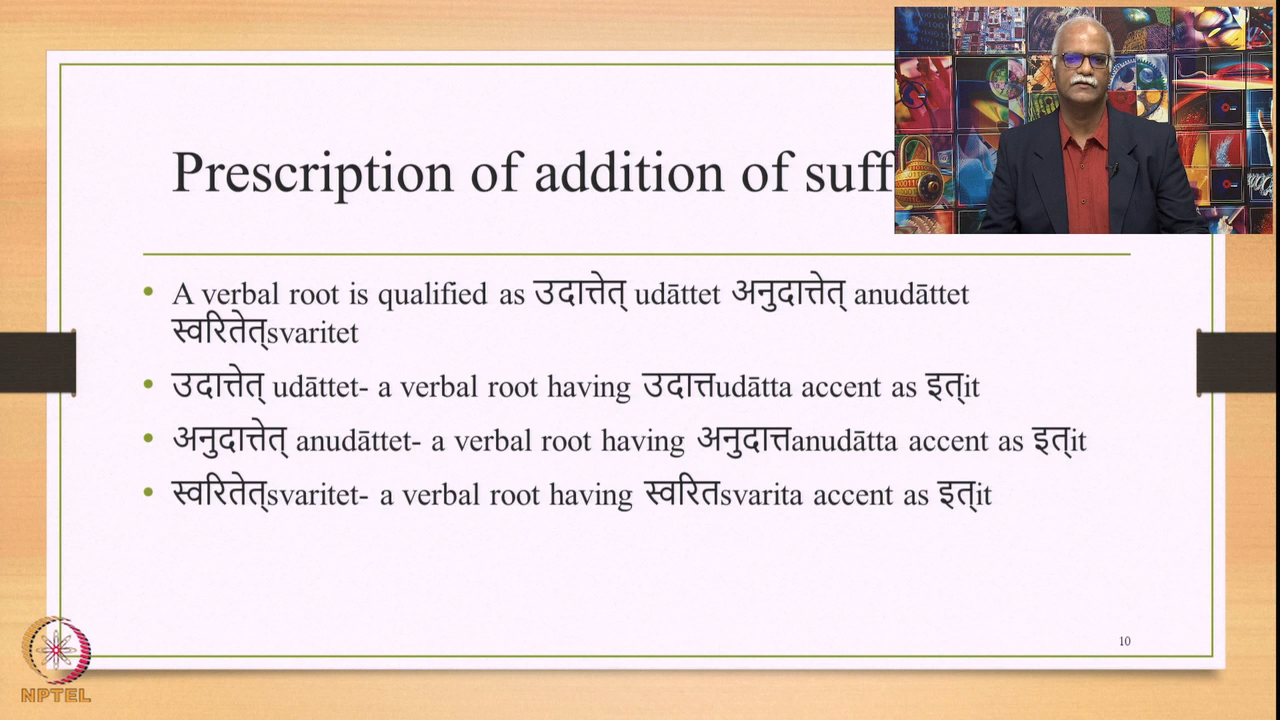 Prescription of addition of suff
A verbal root is qualified as उदात्तेत् udāttet अनुदात्तेत् anudāttet
स्वरितेत्svaritet
उदात्तेत् udāttet- a verbal root having उदात्तudātta accent as इत्it
अनुदात्तेत् anudāttet- a verbal root having अनुदात्तanudātta accent as इत्it
स्वरितेत्svaritet- a verbal root having स्वरितsvarita accent as इत्it
10
NPTEL